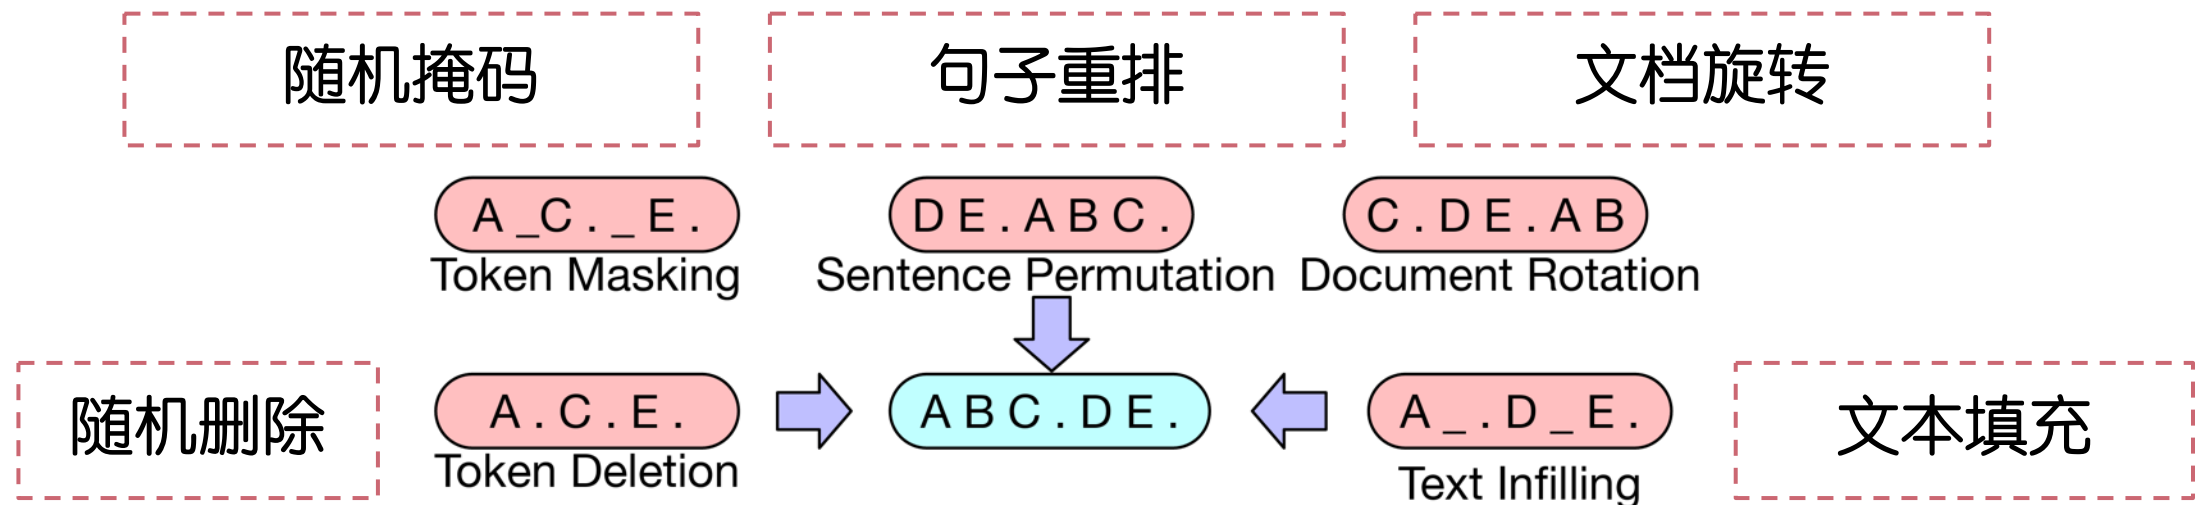 随机掩码 句子重排 文档旋转
A _C . _ E . D E . A B C . C . D E . A B
Token Masking Sentence Permutation Document Rotation
随机删除 A . C . E . A B C . D E . A _ . D _ E . 文本填充
Token Deletion Text Infilling